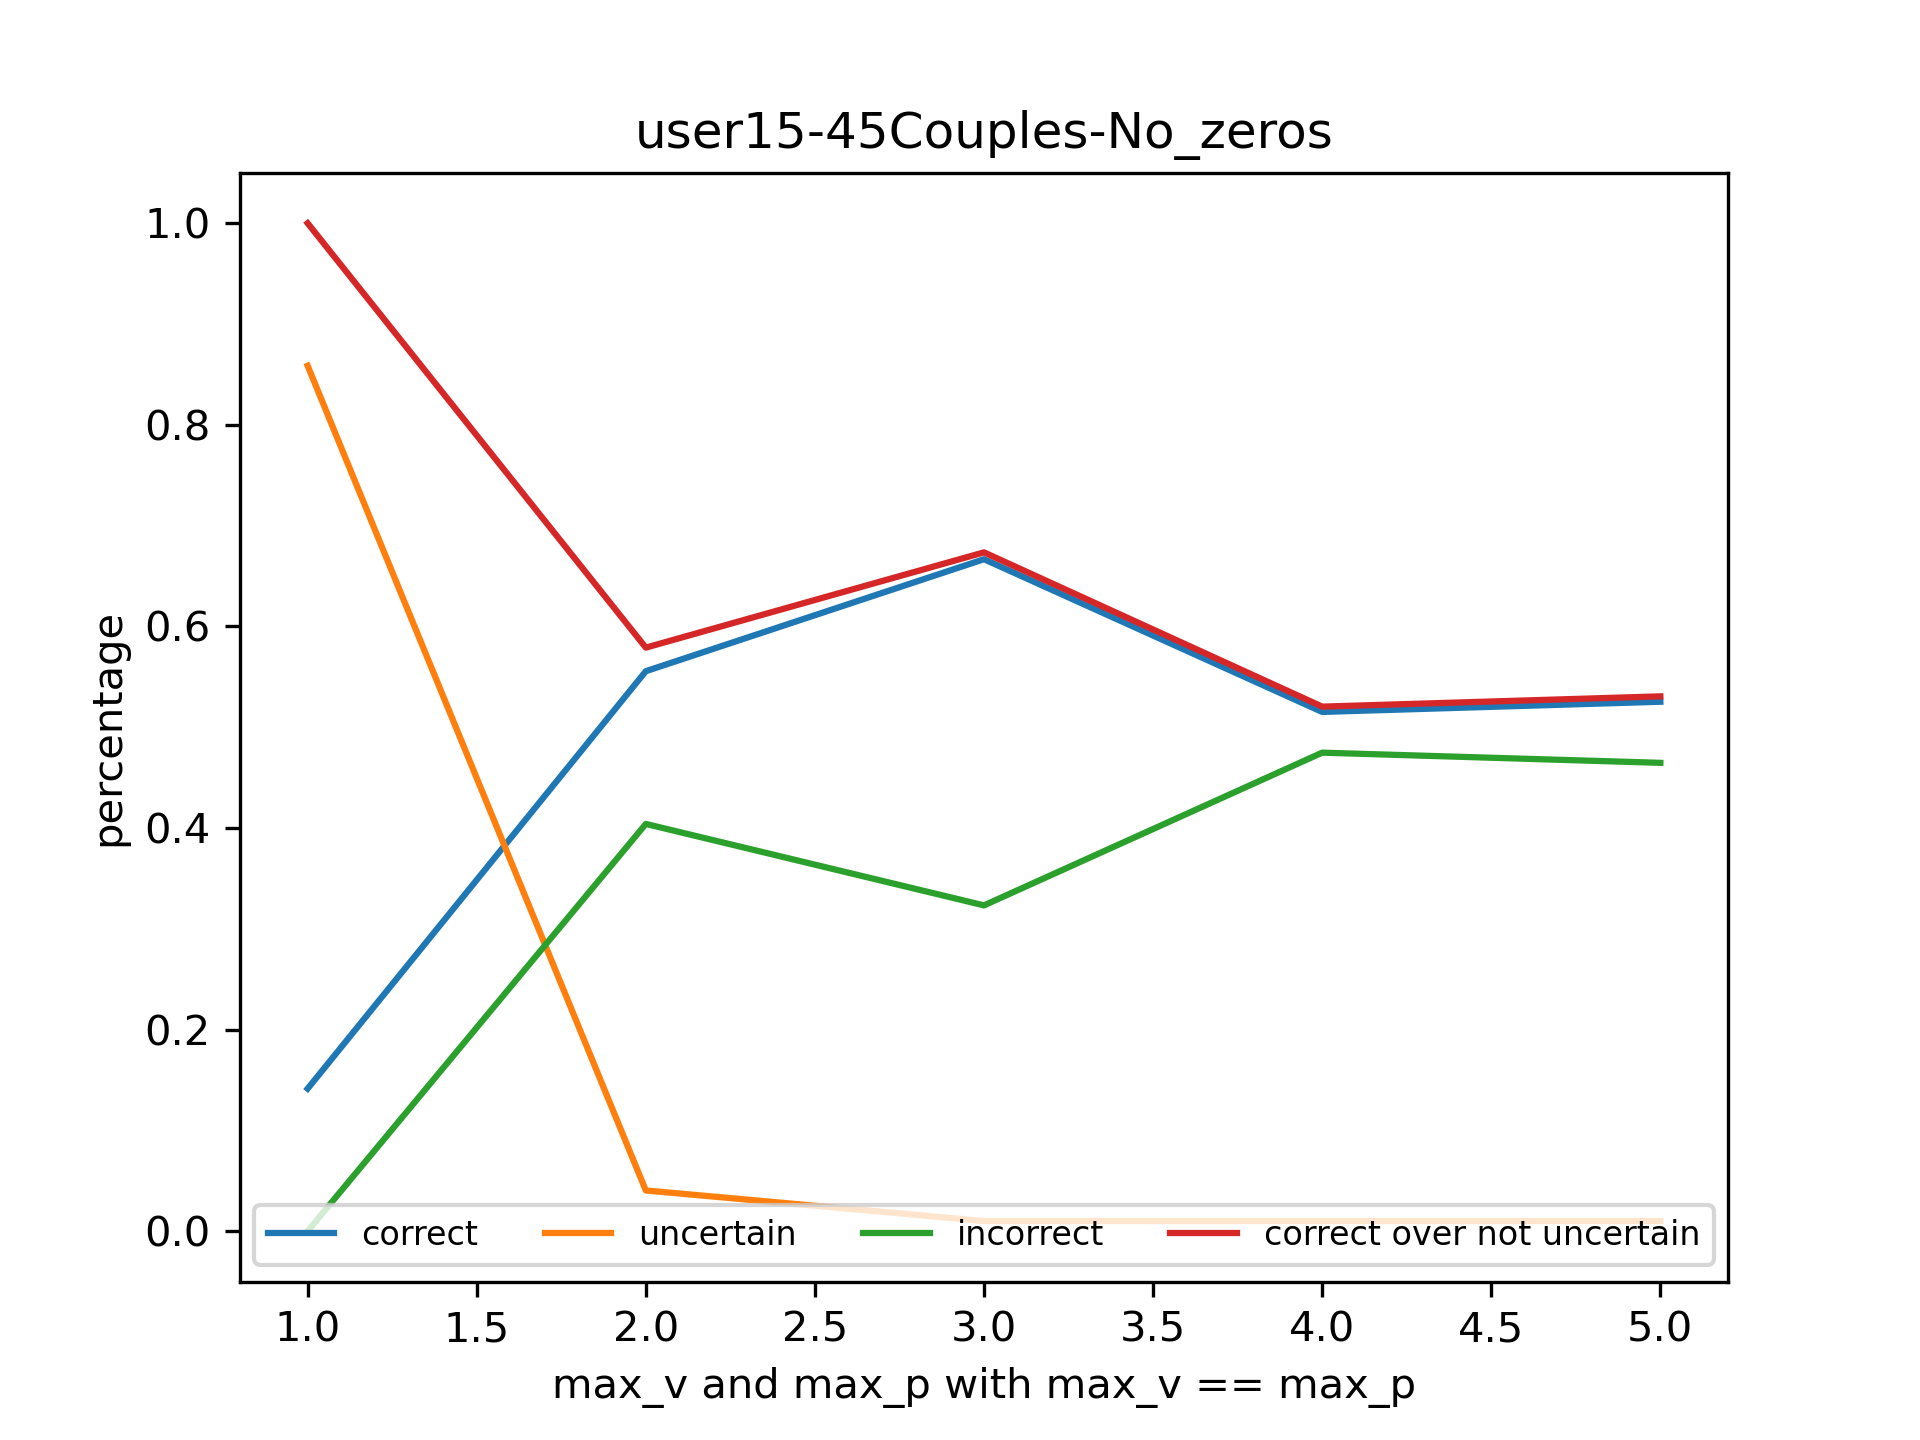 user15-45Couples-No_zeros
percentage
1.0
0.8
0.6
0.4
0.2
0.0
correct uncertain incorrect correct over not uncertain
1.0 1.5 2.0 2.5 3.0 3.5 4.0 4.5 5.0
max_v and max_p with max_v == max_p